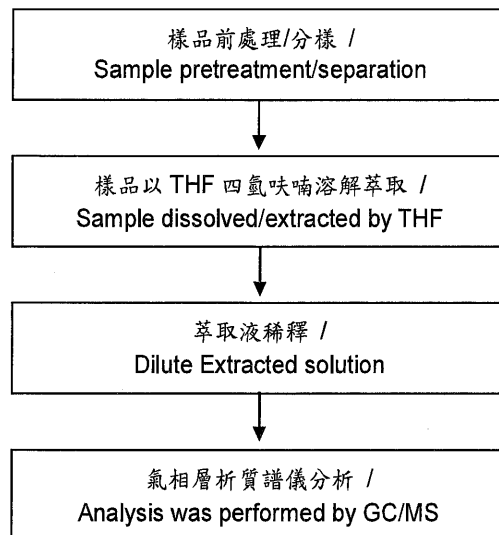 樣品前處理/分樣 /
Sample pretreatment/separation
樣品以 THF 四氫呋喃溶解萃取 /
Sample dissolved/extracted by THF
萃取液稀釋 /
Dilute Extracted solution
氣相層析質譜儀分析 /
Analysis was performed by GC/MS